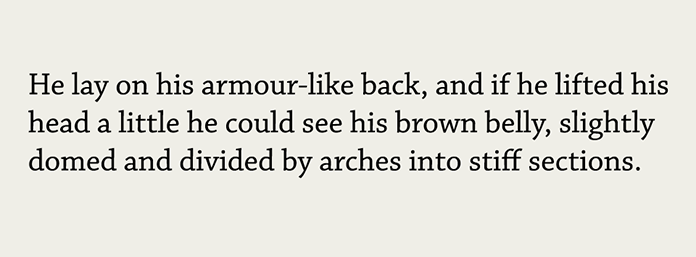 He lay on his armour-like back, and if he lifted his
head a little he could see his brown belly, slightly
domed and divided by arches into stiff sections.